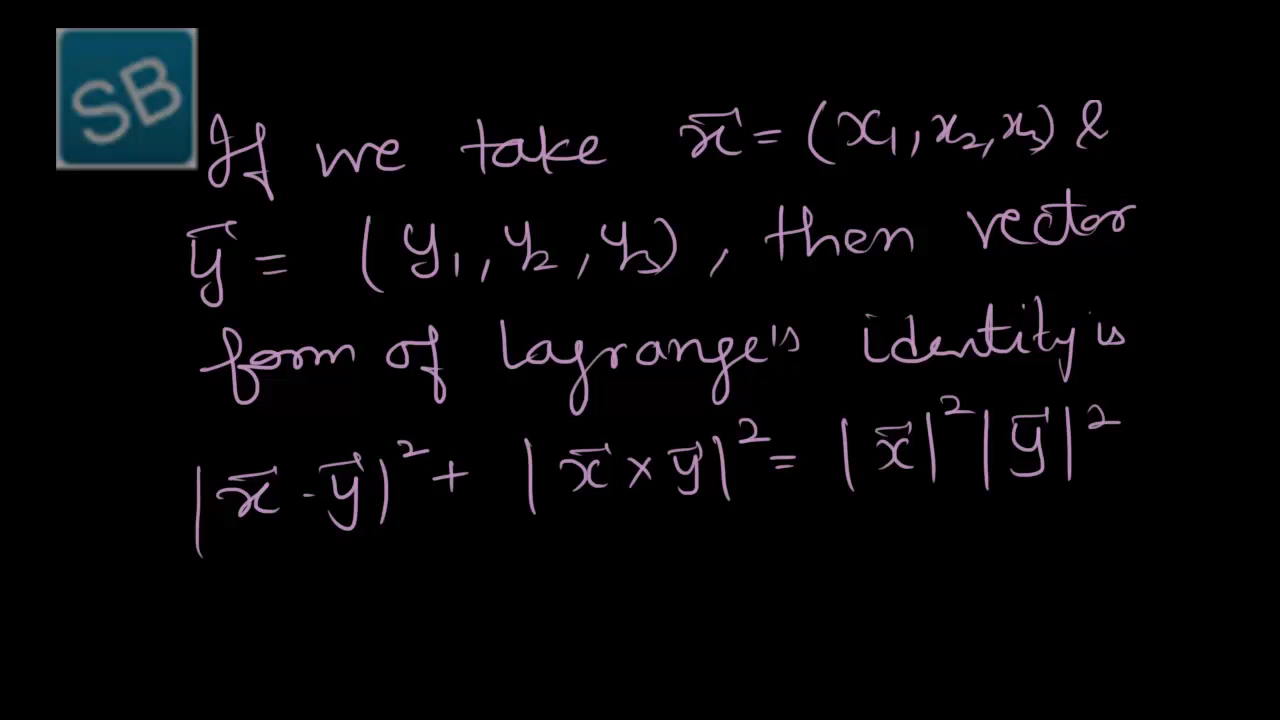 SB
If we take x⃗ = (x₁, x₂, x₃) &
y⃗ = (y₁, y₂, y₃), then vector
form of Lagrange's identity is
|x⃗ · y⃗|² + |x⃗ × y⃗|² = |x⃗|² |y⃗|²